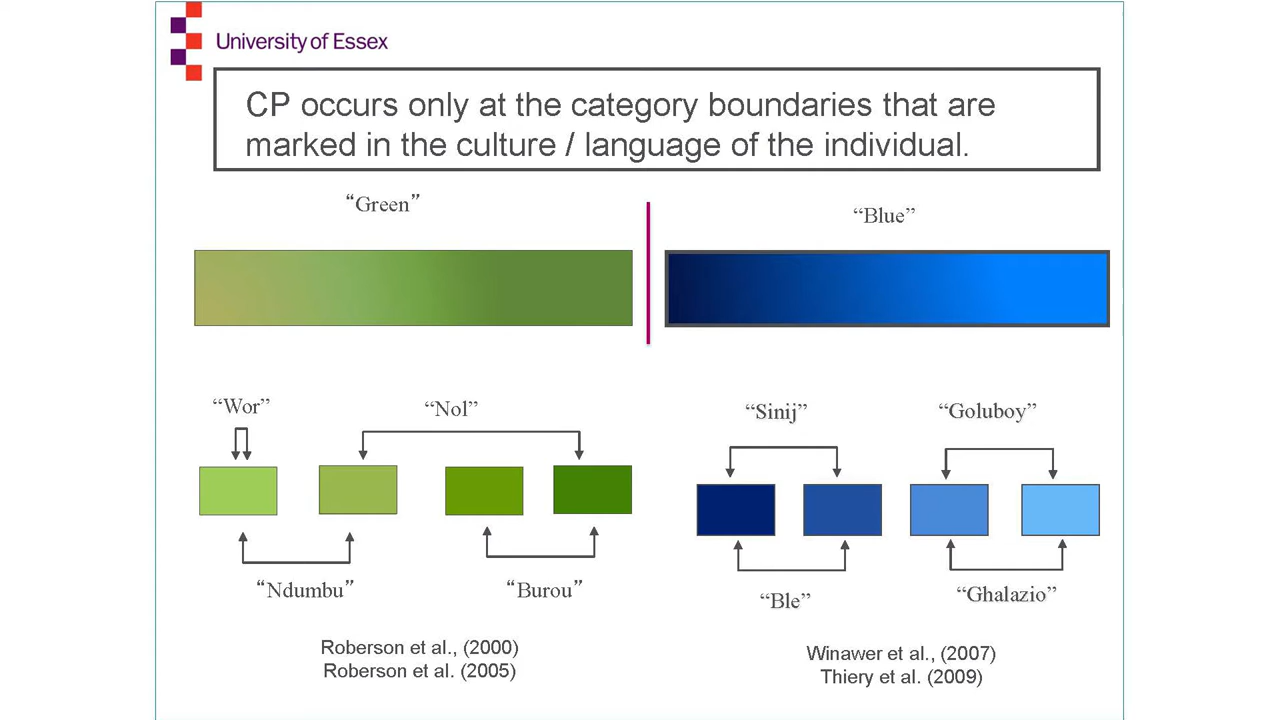 University of Essex
CP occurs only at the category boundaries that are
marked in the culture / language of the individual.
“Green”
“Blue”
“Wor”
“Nol”
“Sinij”
“Goluboy”
“Ndumbu”
“Burou”
“Ble”
“Ghalazio”
Roberson et al., (2000)
Roberson et al. (2005)
Winawer et al., (2007)
Thiery et al. (2009)